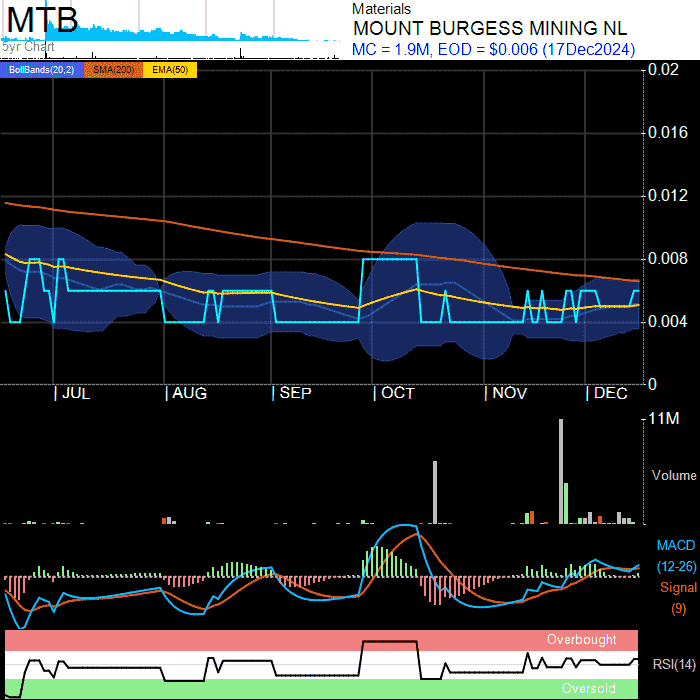 MTB
5yr Chart
Materials
MOUNT BURGESS MINING NL
MC = 1.9M, EOD = $0.006 (17Dec2024)
BollBands(20,2) SMA(200) EMA(50)
0.02
0.016
0.012
0.008
0.004
0
JUL AUG SEP OCT NOV DEC
11M
Volume
MACD
(12-26)
Signal
(9)
Overbought
RSI(14)
Oversold